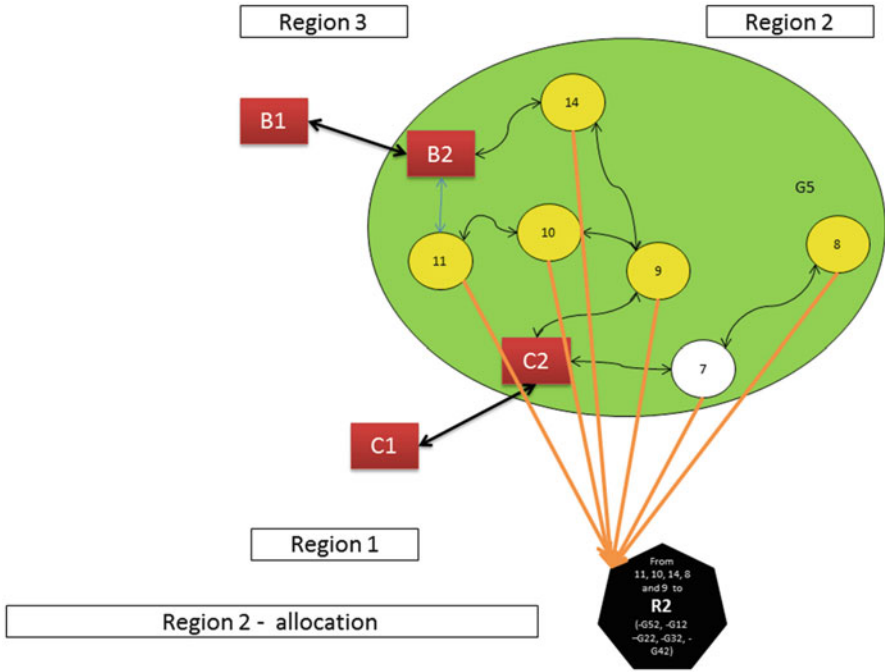 Region 3
Region 2
14
B1
B2
G5
10
8
11
9
C2
7
C1
Region 1
From
11, 10, 14, 8
and 9 to
R2
(-G52, -G12
–G22, -G32, -
G42)
Region 2 - allocation